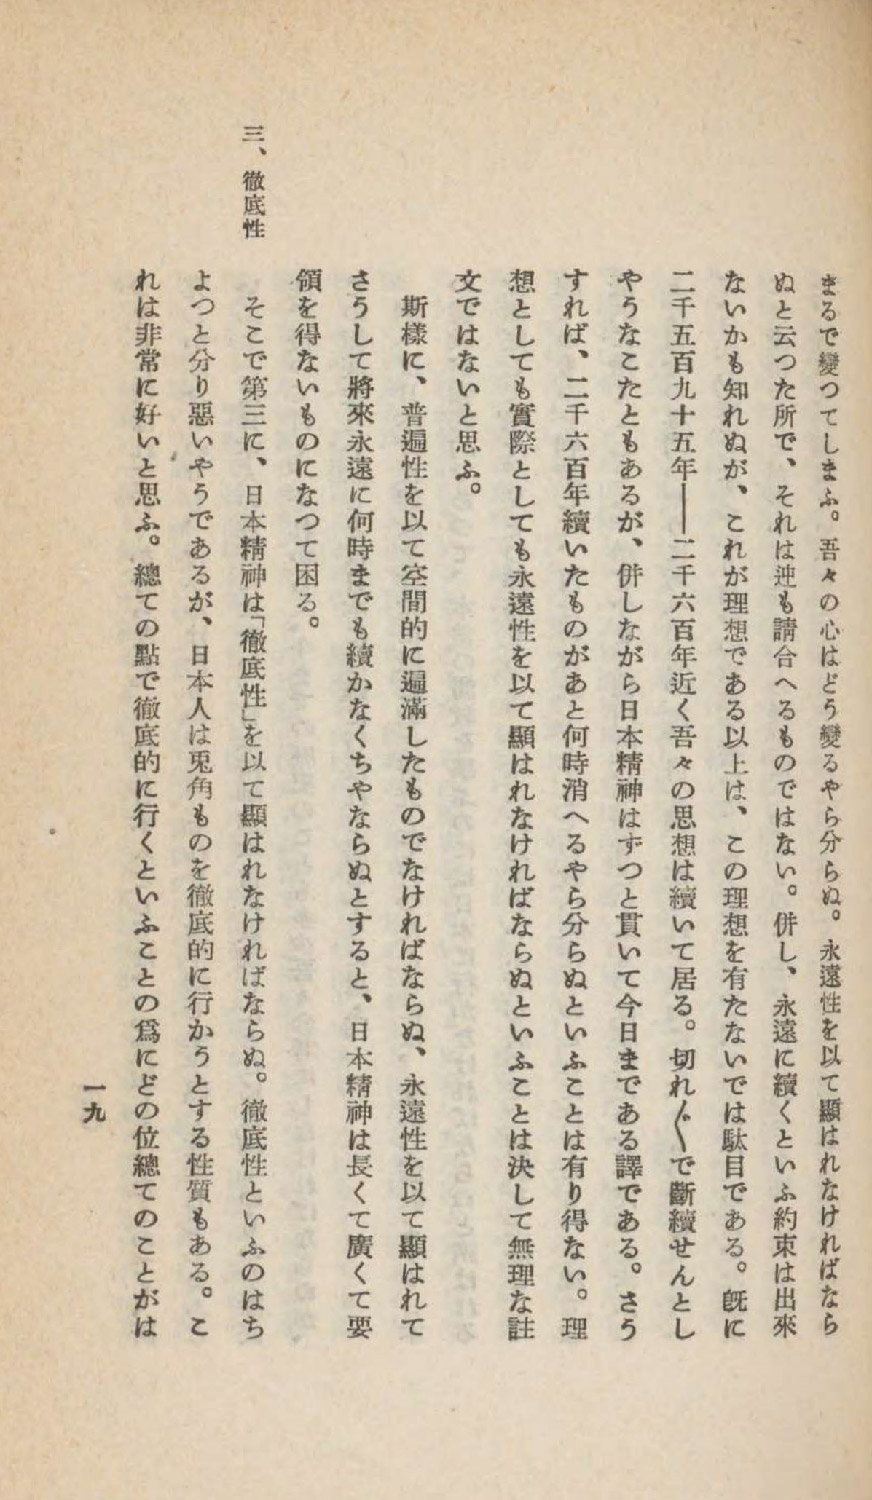 まるで變つてしまふ。吾々の心はどう變るやら分らぬ。永遠性を以て顯はれなければなら
ぬと云つた所で、それは迚も請合へるものではない。併し、永遠に續くといふ約束は出來
ないかも知れぬが、これが理想である以上は、この理想を有たないでは駄目である。旣に
二千五百九十五年――二千六百年近く吾々の思想は續いて居る。切れ〲で斷續せんとし
やうなこたともあるが、併しながら日本精神はずつと貫いて今日まである譯である。さう
すれば、二千六百年續いたものがあと何時消へるやら分らぬといふことは有り得ない。理
想としても實際としても永遠性を以て顯はれなければならぬといふことは決して無理な註
文ではないと思ふ。
斯樣に、普遍性を以て空間的に遍滿したものでなければならぬ、永遠性を以て顯はれて
さうして將來永遠に何時までも續かなくちやならぬとすると、日本精神は長くて廣くて要
領を得ないものになつて困る。
三、徹底性
そこで第三に、日本精神は「徹底性」を以て顯はれなければならぬ。徹底性といふのはち
よつと分り惡いやうであるが、日本人は兎角ものを徹底的に行かうとする性質もある。こ
れは非常に好いと思ふ。總ての點で徹底的に行くといふことの爲にどの位總てのことがは
一九